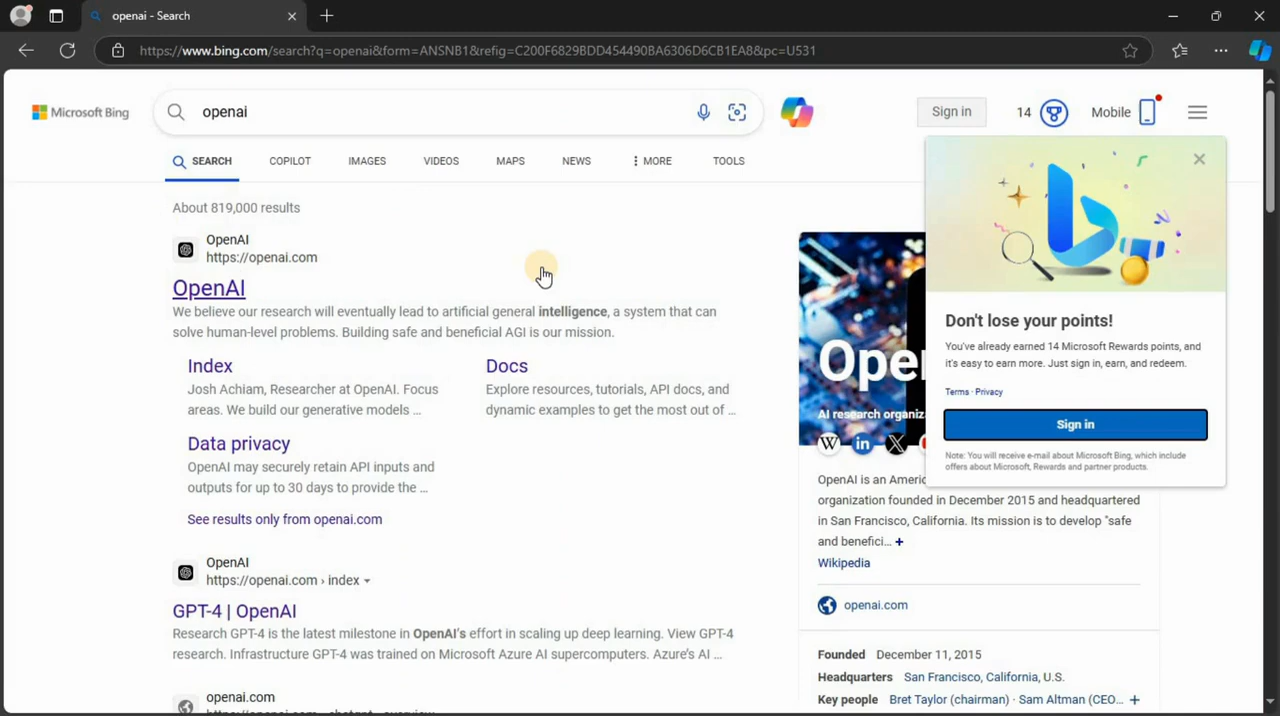 openai - Search
https://www.bing.com/search?q=openai&form=ANSNB1&refig=C200F6829BDD454490BA6306D6CB1EA8&pc=U531
Microsoft Bing
openai
Sign in
14
Mobile
SEARCH
COPILOT
IMAGES
VIDEOS
MAPS
NEWS
MORE
TOOLS
About 819,000 results
OpenAI
https://openai.com
OpenAI
We believe our research will eventually lead to artificial general intelligence, a system that can
solve human-level problems. Building safe and beneficial AGI is our mission.
Index
Josh Achiam, Researcher at OpenAI. Focus
areas. We build our generative models ...
Docs
Explore resources, tutorials, API docs, and
dynamic examples to get the most out of ...
Data privacy
OpenAI may securely retain API inputs and
outputs for up to 30 days to provide the ...
See results only from openai.com
OpenAI
https://openai.com › index
GPT-4 | OpenAI
Research GPT-4 is the latest milestone in OpenAI's effort in scaling up deep learning. View GPT-4
research. Infrastructure GPT-4 was trained on Microsoft Azure AI supercomputers. Azure's AI ...
openai.com
Don't lose your points!
You've already earned 14 Microsoft Rewards points, and
it's easy to earn more. Just sign in, earn, and redeem.
Terms · Privacy
Sign in
Note: You will receive e-mail about Microsoft Bing, which include
offers about Microsoft, Rewards and partner products.
Ope
AI research organiz
W
in
X
OpenAI is an Ameri
organization founded in December 2015 and headquartered
in San Francisco, California. Its mission is to develop "safe
and benefici... +
Wikipedia
openai.com
Founded December 11, 2015
Headquarters San Francisco, California, U.S.
Key people Bret Taylor (chairman) · Sam Altman (CEO... +